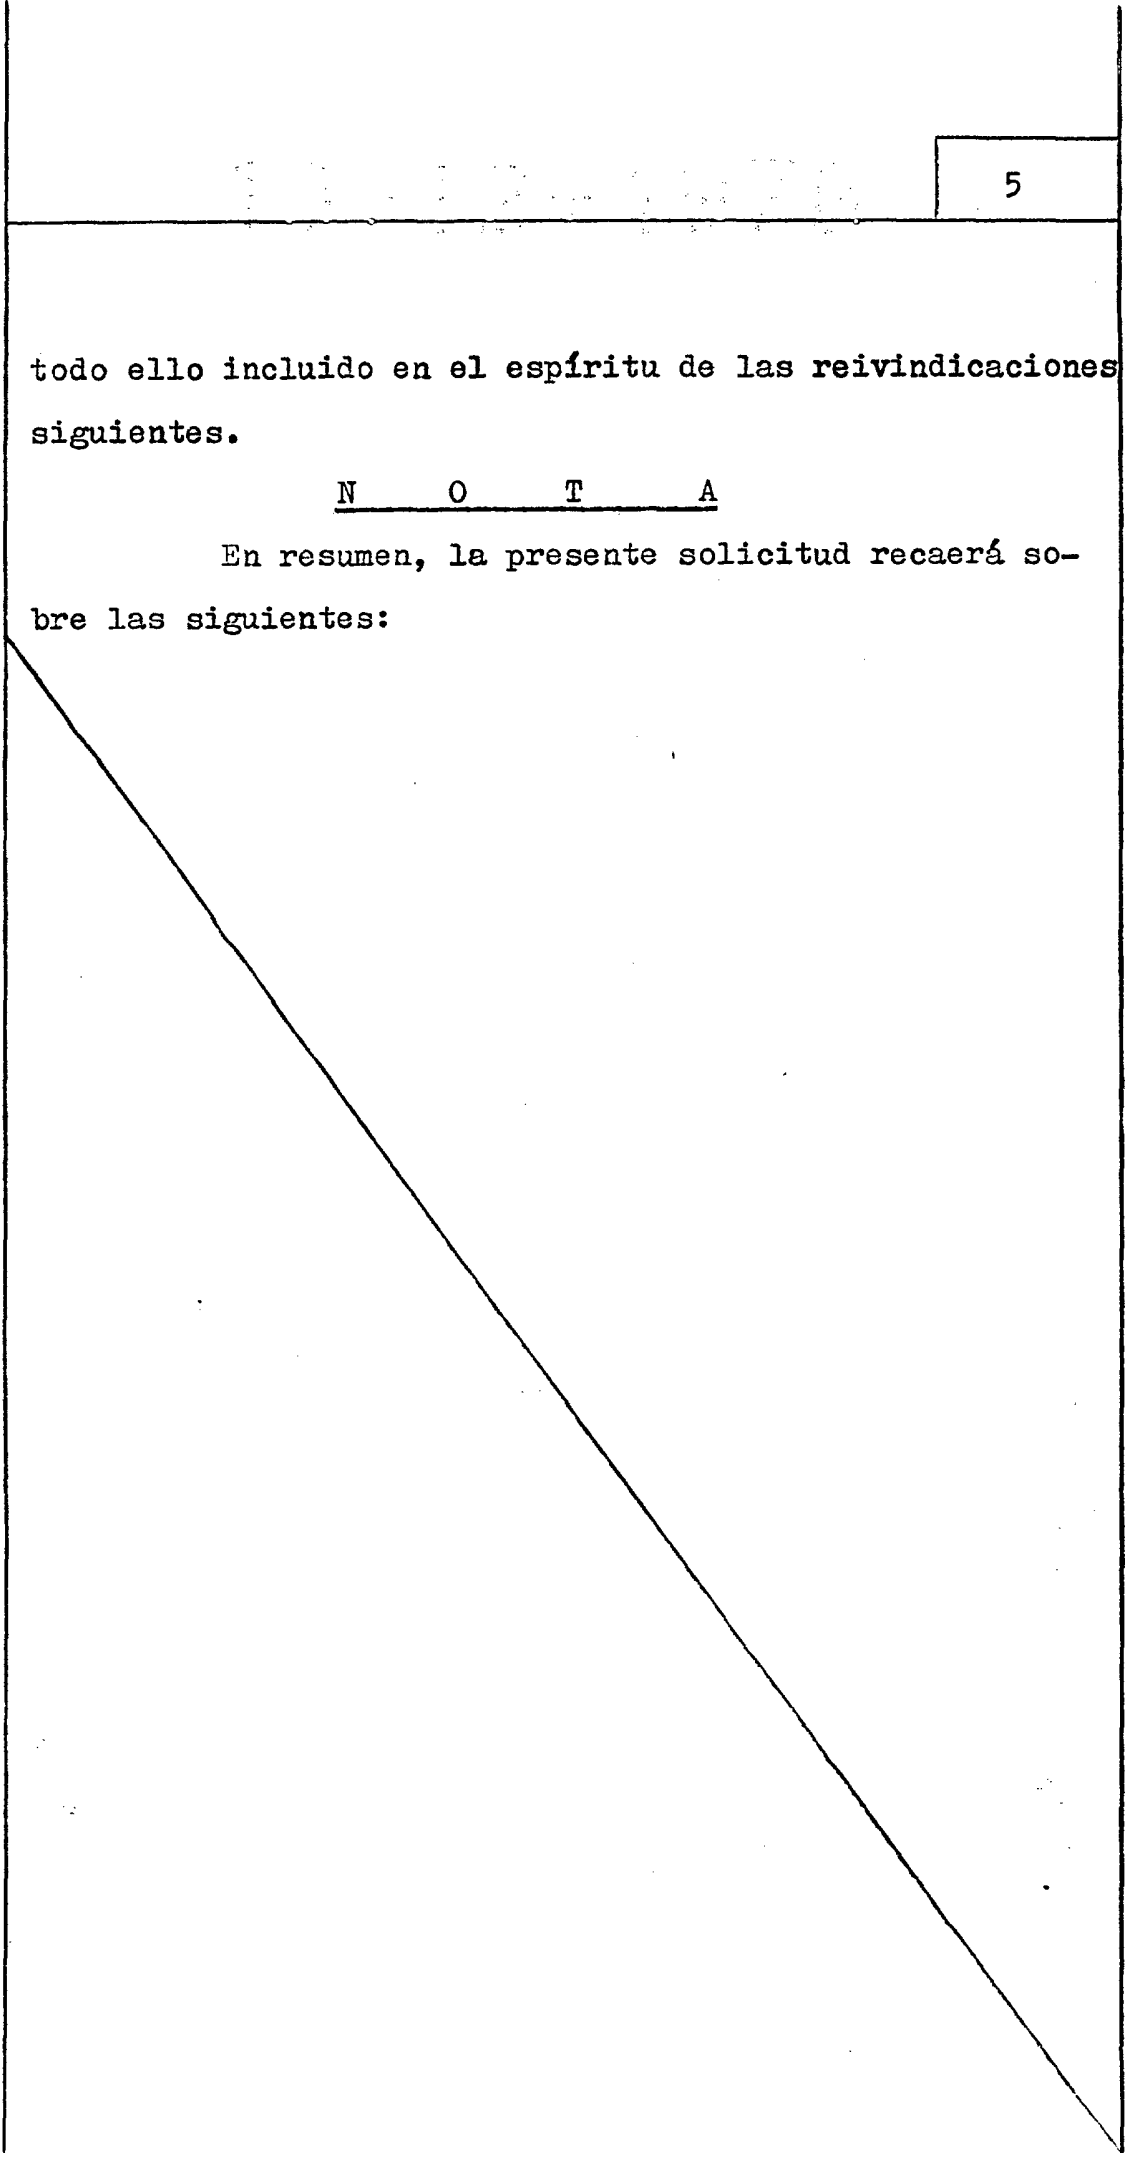 5
todo ello incluido en el espíritu de las reivindicaciones
siguientes.
N O T A
En resumen, la presente solicitud recaerá so-
bre las siguientes: